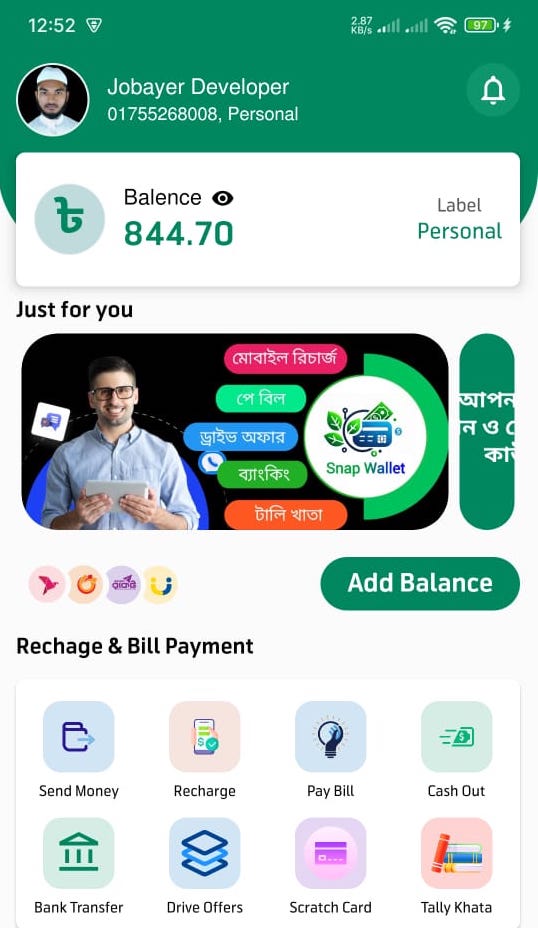 12:52
2.87
KB/s
97
Jobayer Developer
01755268008, Personal
Balence
844.70
Label
Personal
Just for you
মোবাইল রিচার্জ
পে বিল
ড্রাইভ অফার
ব্যাংকিং
টালি খাতা
Snap Wallet
আপন
ন ও
Add Balance
Rechage & Bill Payment
Send Money
Recharge
Pay Bill
Cash Out
Bank Transfer
Drive Offers
Scratch Card
Tally Khata